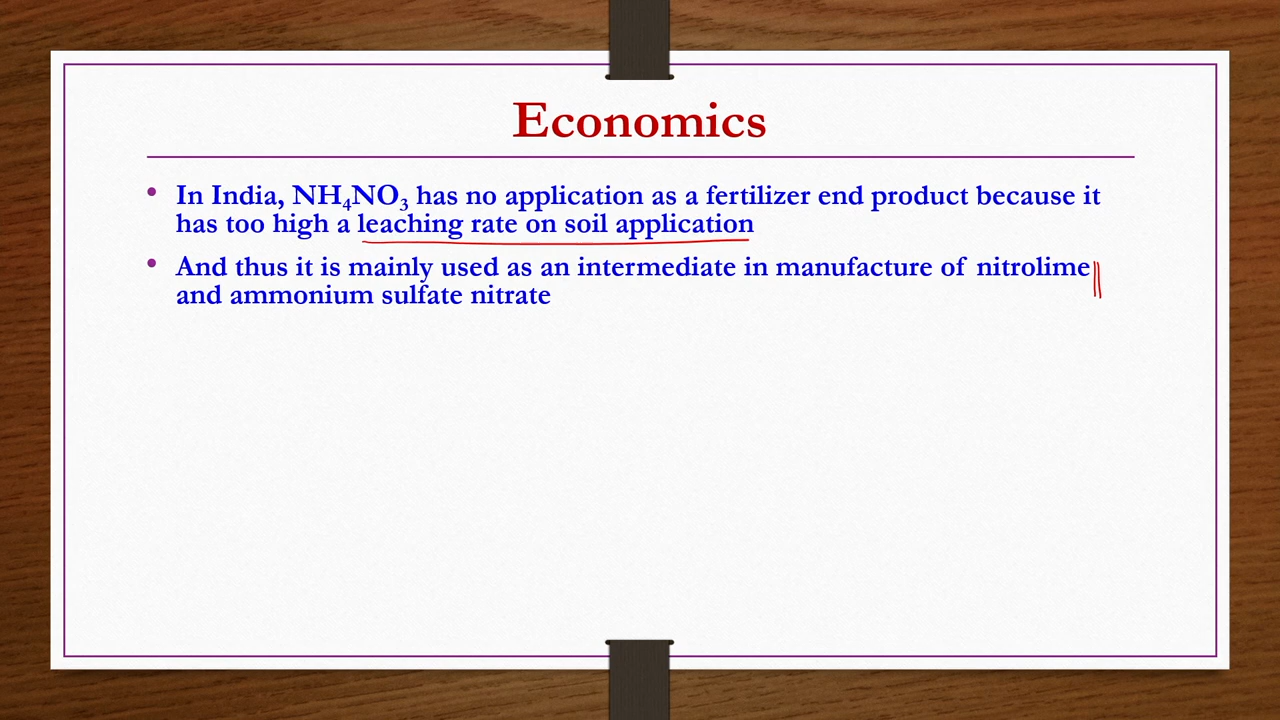 Economics
• In India, NH₄NO₃ has no application as a fertilizer end product because it
has too high a leaching rate on soil application
• And thus it is mainly used as an intermediate in manufacture of nitrolime
and ammonium sulfate nitrate